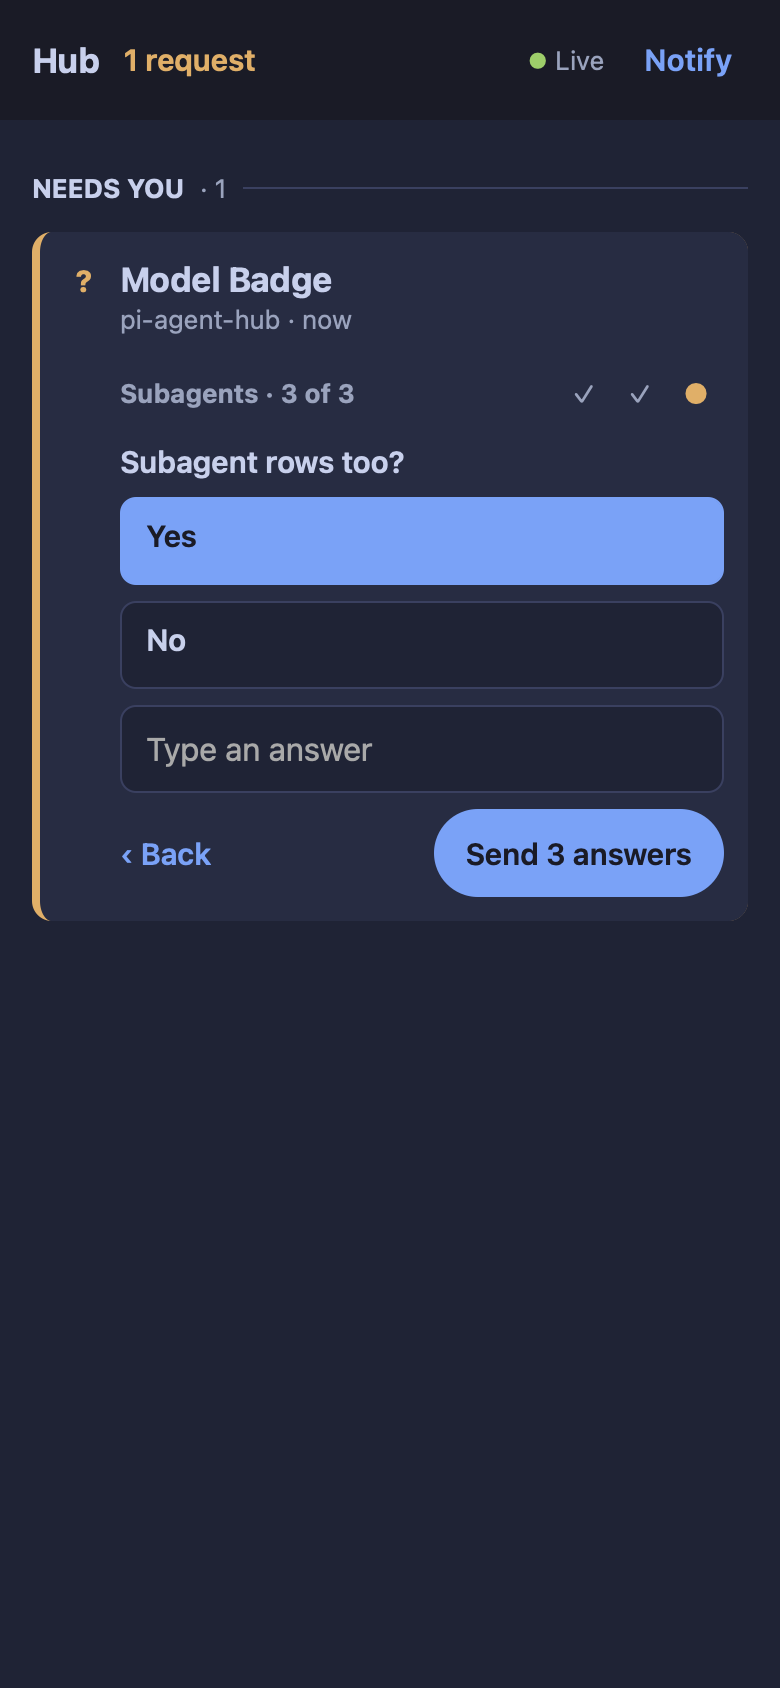 Hub 1 request Live Notify
NEEDS YOU · 1
? Model Badge
pi-agent-hub · now
Subagents · 3 of 3 ✓ ✓
Subagent rows too?
Yes
No
Type an answer
‹ Back Send 3 answers